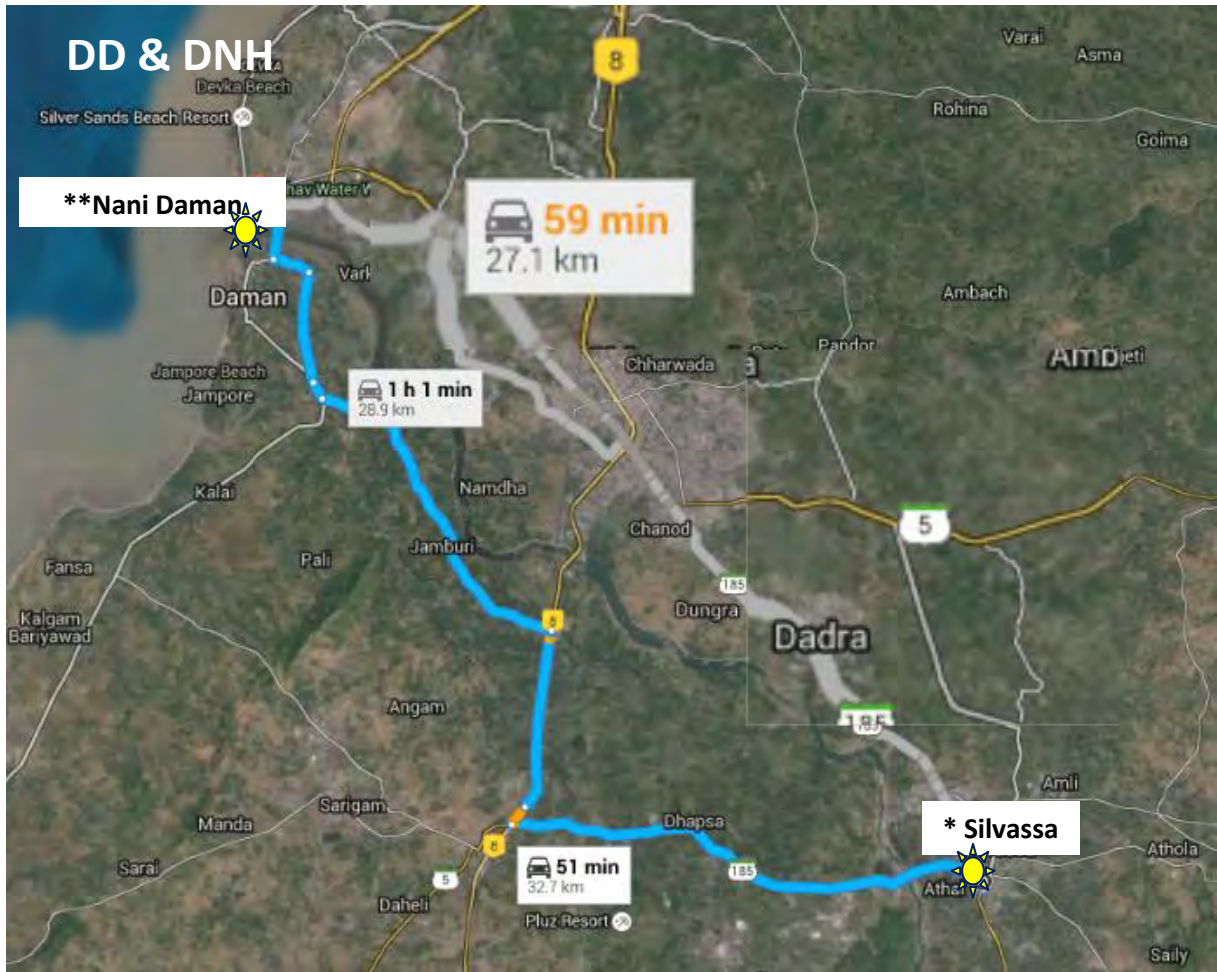 DD & DNH
Devka Beach
Silver Sands Beach Resort
**Nani Daman
Daman
Jampore Beach
Jampore
Kalai
Fansa
Kalgam
Bariyawad
Pali
Jamburi
Namdha
Angam
Sarigam
Manda
Sarai
Daheli
8
Varai
Asma
Rohina
Goima
59 min
27.1 km
Ambach
Pandor
Chharwada
1 h 1 min
28.9 km
5
Chanod
185
Dungra
Dadra
8
185
Dhapsa
Amli
* Silvassa
Athola
8
5
51 min
32.7 km
185
Pluz Resort
Saily